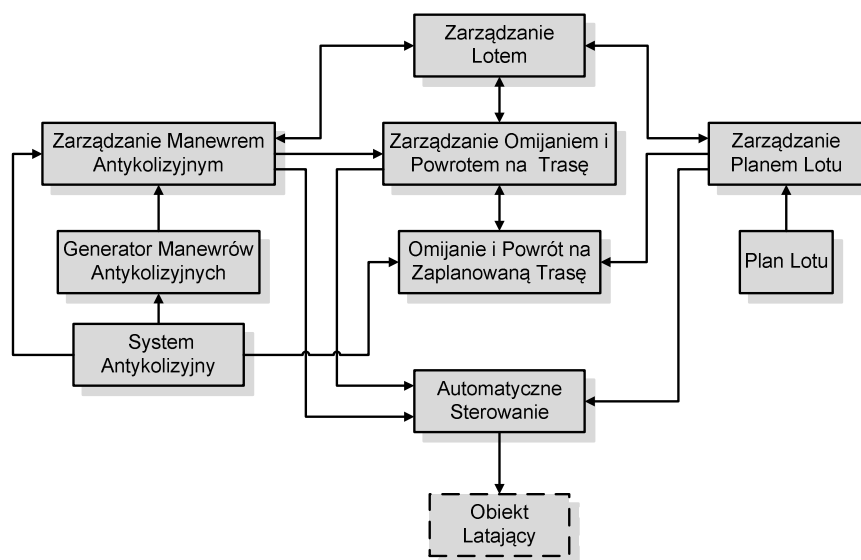 Zarządzanie
Lotem
Zarządzanie Manewrem
Antykolizyjnym
Zarządzanie Omijaniem i
Powrotem na Trasę
Zarządzanie
Planem Lotu
Generator Manewrów
Antykolizyjnych
Omijanie i Powrót na
Zaplanowaną Trasę
Plan Lotu
System
Antykolizyjny
Automatyczne
Sterowanie
Obiekt
Latający